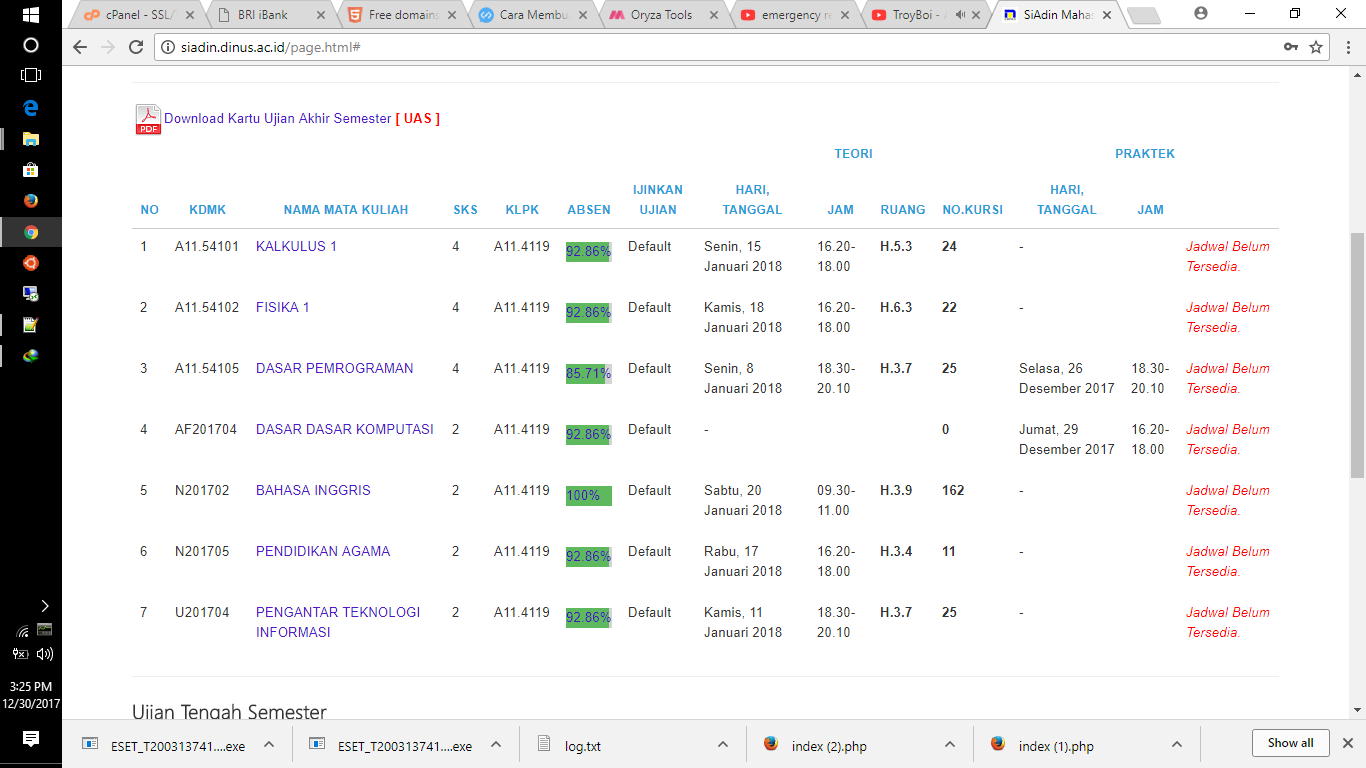 cPanel - SSL/
BRI iBank
Free domain
Cara Membu
Oryza Tools
emergency re
TroyBoi - A
SiAdin Maha
siadin.dinus.ac.id/page.html#
Download Kartu Ujian Akhir Semester [ UAS ]
TEORI PRAKTEK
NO KDMK NAMA MATA KULIAH SKS KLPK ABSEN IJINKAN UJIAN HARI, TANGGAL JAM RUANG NO.KURSI HARI, TANGGAL JAM
1 A11.54101 KALKULUS 1 4 A11.4119 92.86% Default Senin, 15 16.20- H.5.3 24 - Jadwal Belum
Januari 2018 18.00 Tersedia.
2 A11.54102 FISIKA 1 4 A11.4119 92.86% Default Kamis, 18 16.20- H.6.3 22 - Jadwal Belum
Januari 2018 18.00 Tersedia.
3 A11.54105 DASAR PEMROGRAMAN 4 A11.4119 85.71% Default Senin, 8 18.30- H.3.7 25 Selasa, 26 18.30- Jadwal Belum
Januari 2018 20.10 Desember 2017 20.10 Tersedia.
4 AF201704 DASAR DASAR KOMPUTASI 2 A11.4119 92.86% Default - 0 Jumat, 29 16.20- Jadwal Belum
Desember 2017 18.00 Tersedia.
5 N201702 BAHASA INGGRIS 2 A11.4119 100% Default Sabtu, 20 09.30- H.3.9 162 - Jadwal Belum
Januari 2018 11.00 Tersedia.
6 N201705 PENDIDIKAN AGAMA 2 A11.4119 92.86% Default Rabu, 17 16.20- H.3.4 11 - Jadwal Belum
Januari 2018 18.00 Tersedia.
7 U201704 PENGANTAR TEKNOLOGI 2 A11.4119 92.86% Default Kamis, 11 18.30- H.3.7 25 - Jadwal Belum
INFORMASI Januari 2018 20.10 Tersedia.
Ujian Tengah Semester
3:25 PM
12/30/2017
ESET_T200313741....exe
ESET_T200313741....exe
log.txt
index (2).php
index (1).php
Show all
PDF